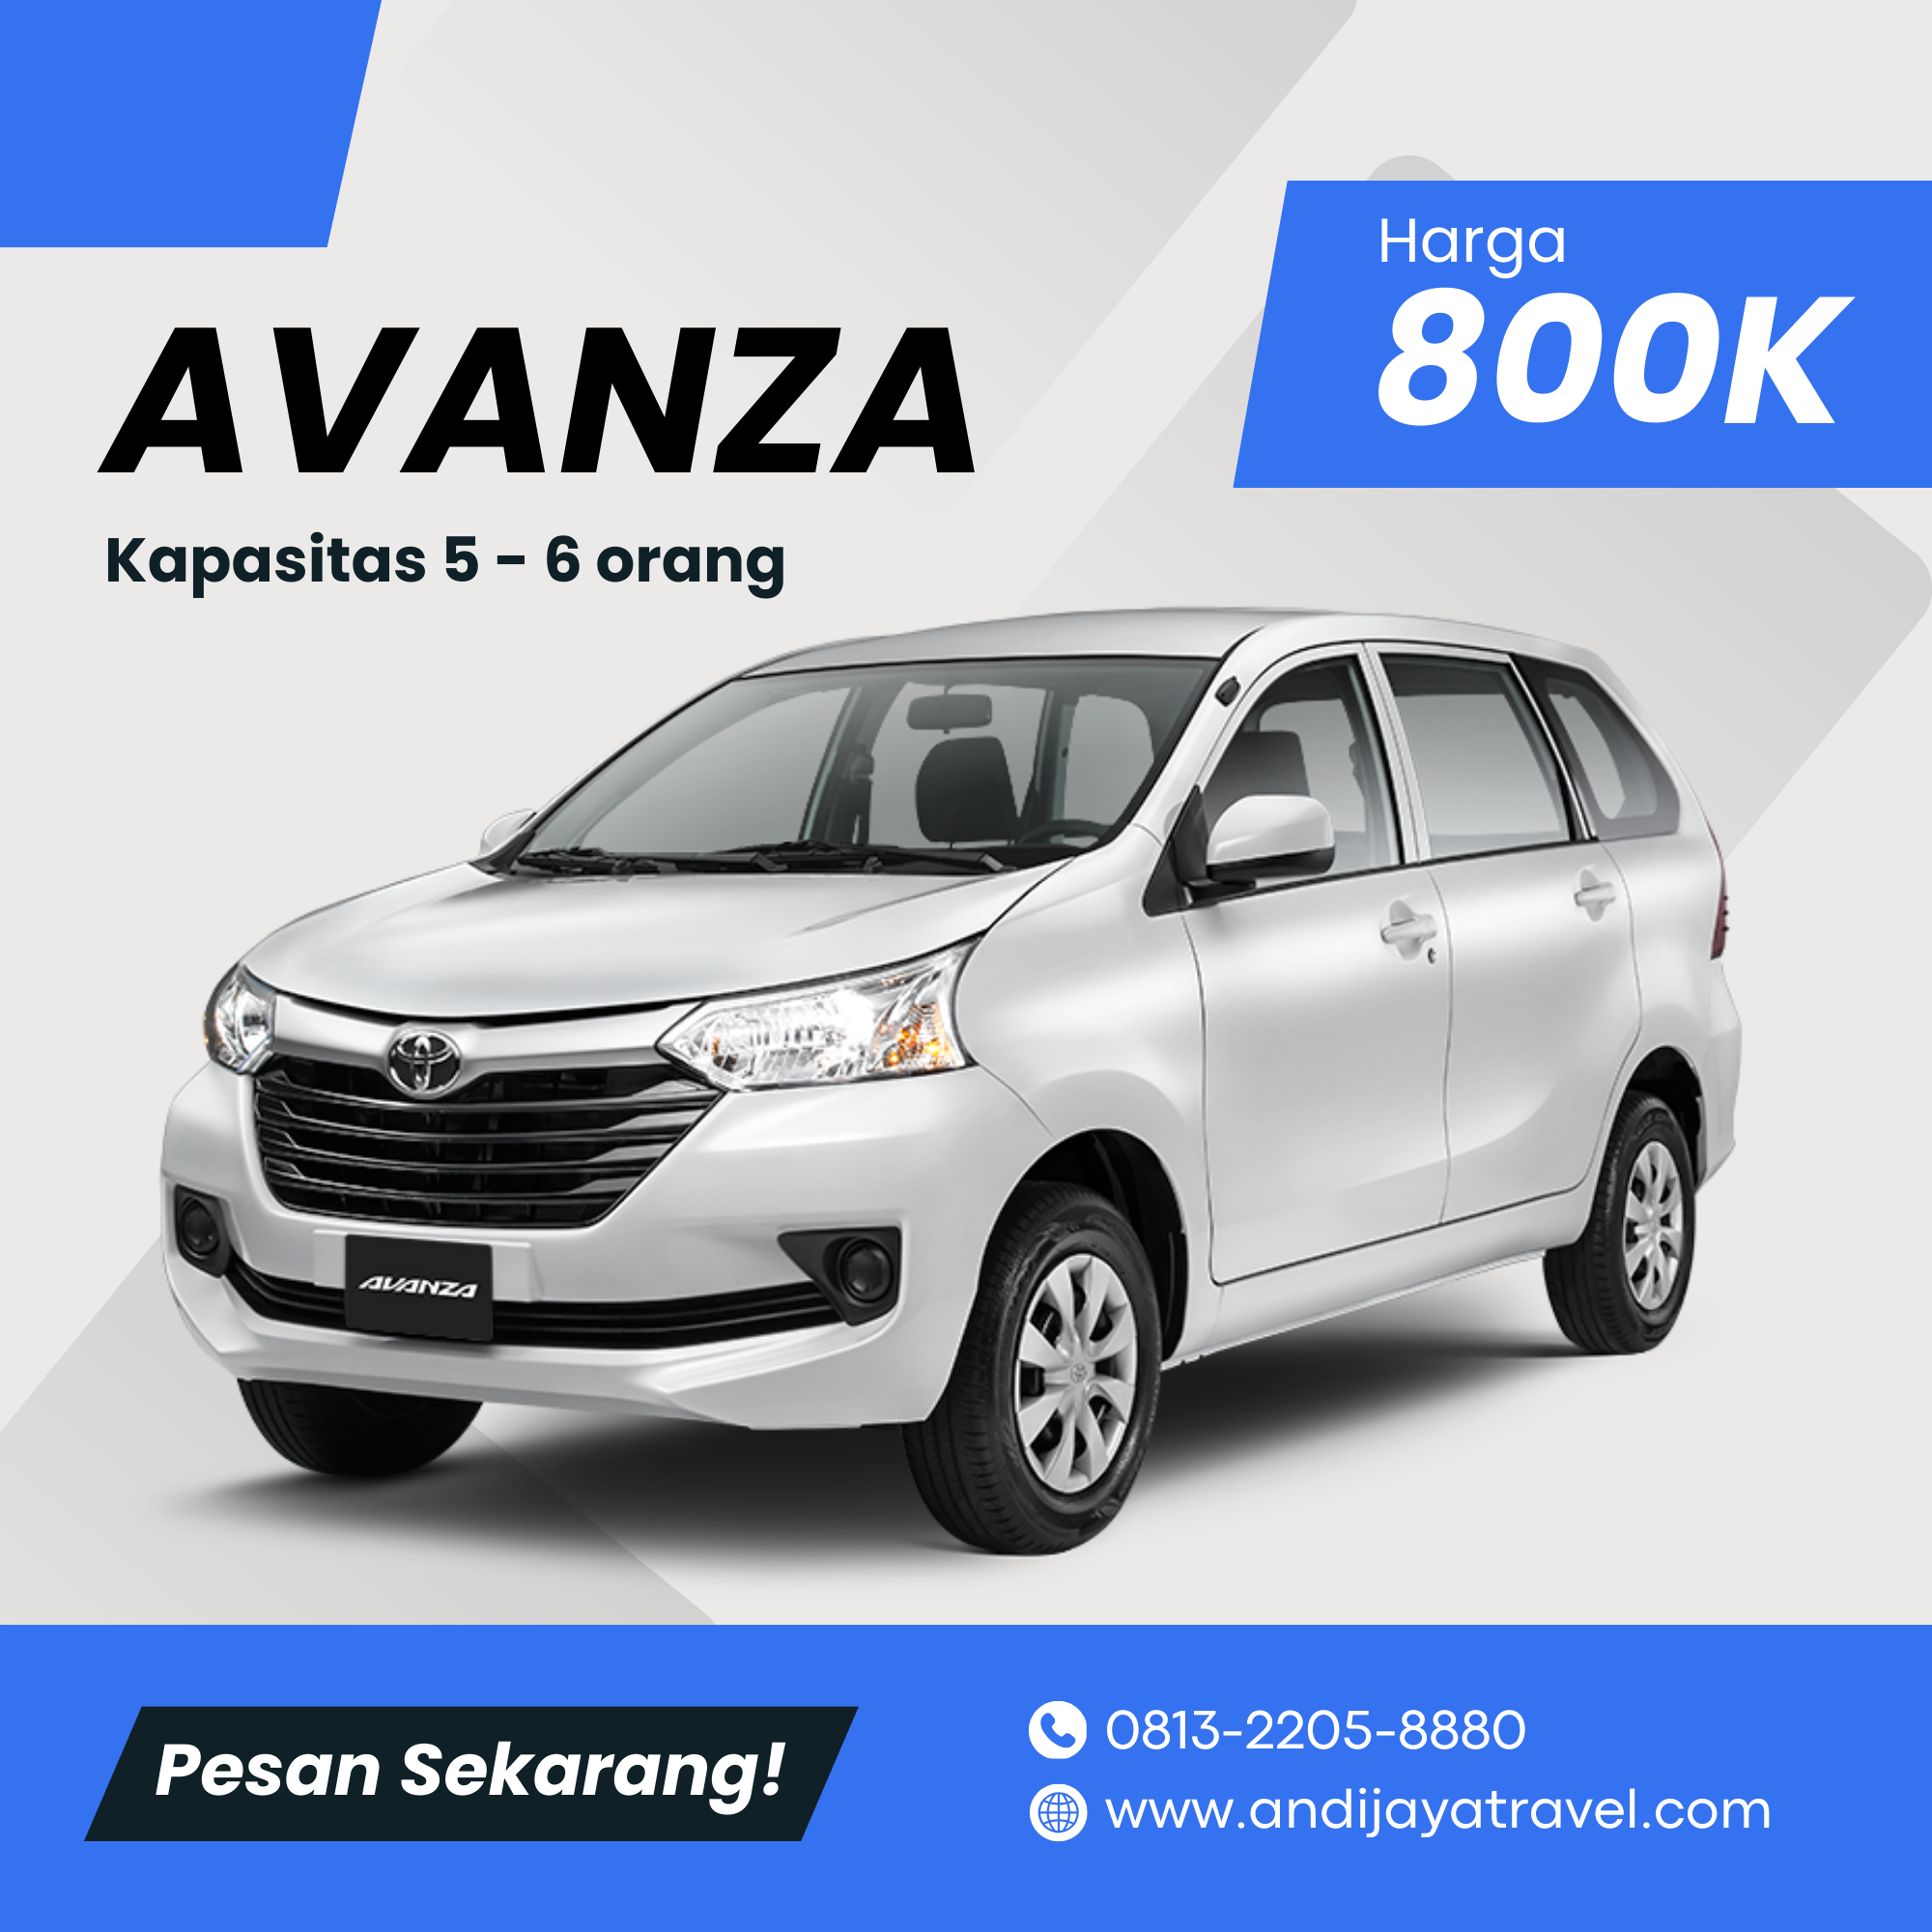 Harga
800K
AVANZA
Kapasitas 5 - 6 orang
AVANZA
Pesan Sekarang!
0813-2205-8880
www.andijayatravel.com